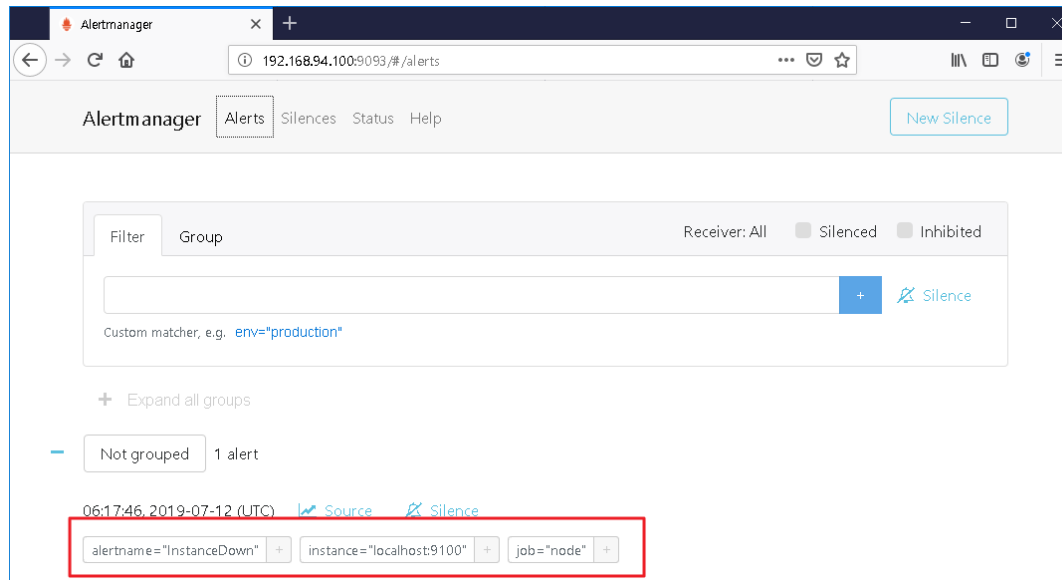 Alertmanager
192.168.94.100:9093/#/alerts
Alertmanager Alerts Silences Status Help New Silence
Filter Group Receiver: All Silenced Inhibited
+ Silence
Custom matcher, e.g. env="production"
+ Expand all groups
− Not grouped 1 alert
06:17:46, 2019-07-12 (UTC) Source Silence
alertname="InstanceDown" + instance="localhost:9100" + job="node" +